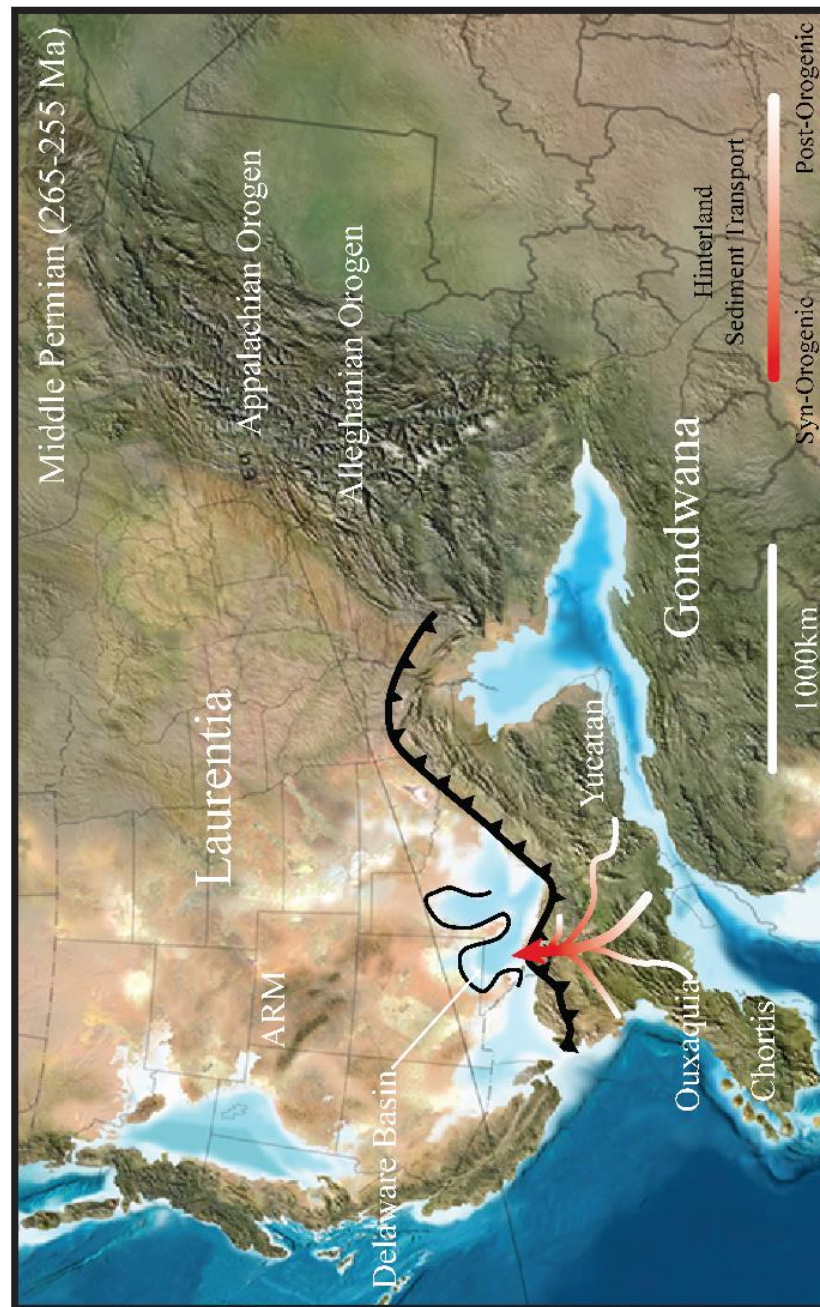 Middle Permian (265-255 Ma)
Laurentia
ARM
Appalachian Orogen
Alleghanian Orogen
Delaware Basin
Yucatan
Ouxaquia
Chortis
Gondwana
1000km
Hinterland
Sediment Transport
Syn-Orogenic
Post-Orogenic